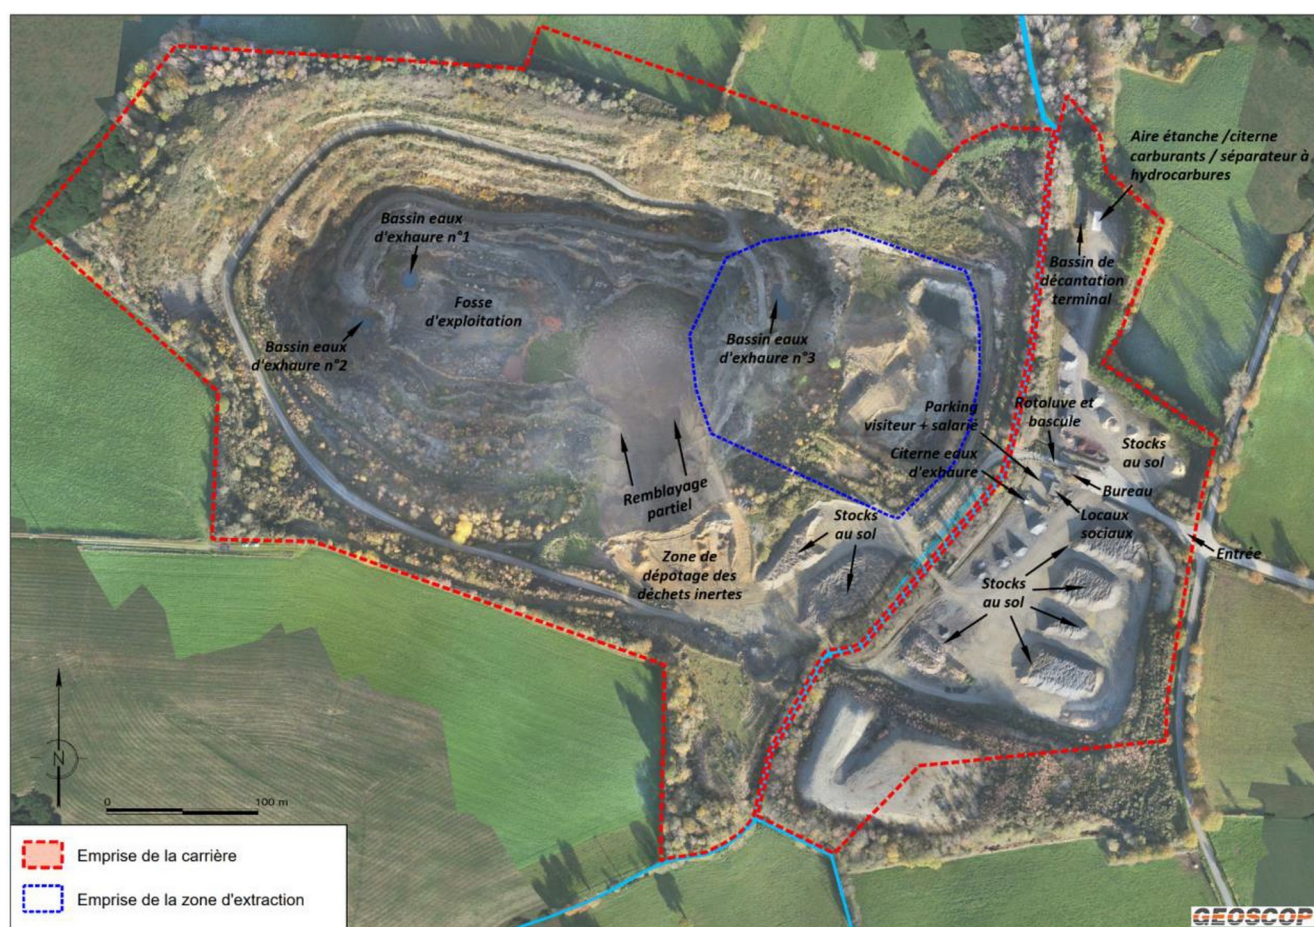 Aire étanche /citerne
carburants / séparateur à
hydrocarbures
Bassin eaux
d'exhaure n°1
Bassin de
décantation
terminal
Fosse
d'exploitation
Bassin eaux
d'exhaure n°2
Bassin eaux
d'exhaure n°3
Parking
visiteur + salarié
Rotoluve et
bascule
Stocks
au sol
Citerne eaux
d'exhaure
Bureau
Remblayage
partiel
Locaux
sociaux
Stocks
au sol
Entrée
Zone de
dépotage des
déchets inertes
Stocks
au sol
N
0 100 m
Emprise de la carrière
Emprise de la zone d'extraction
GEOSCOP